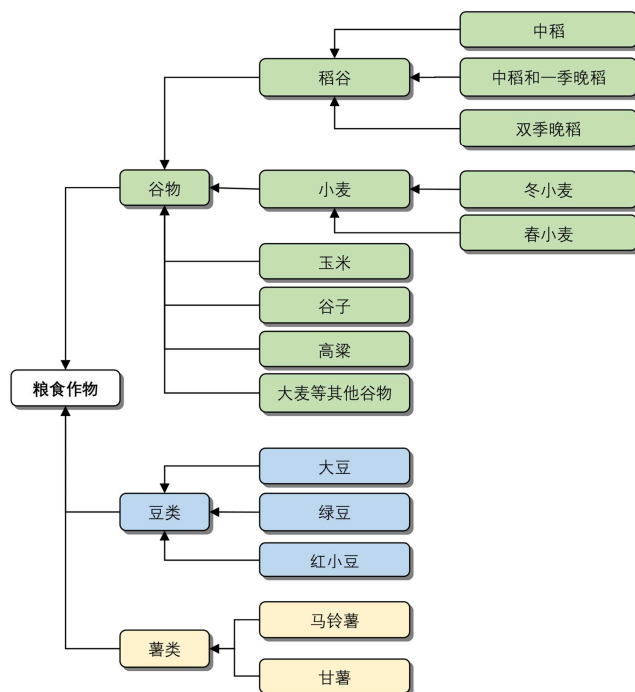 中稻
稻谷
中稻和一季晚稻
双季晚稻
谷物
小麦
冬小麦
春小麦
玉米
谷子
高粱
粮食作物
大麦等其他谷物
大豆
豆类
绿豆
红小豆
马铃薯
薯类
甘薯